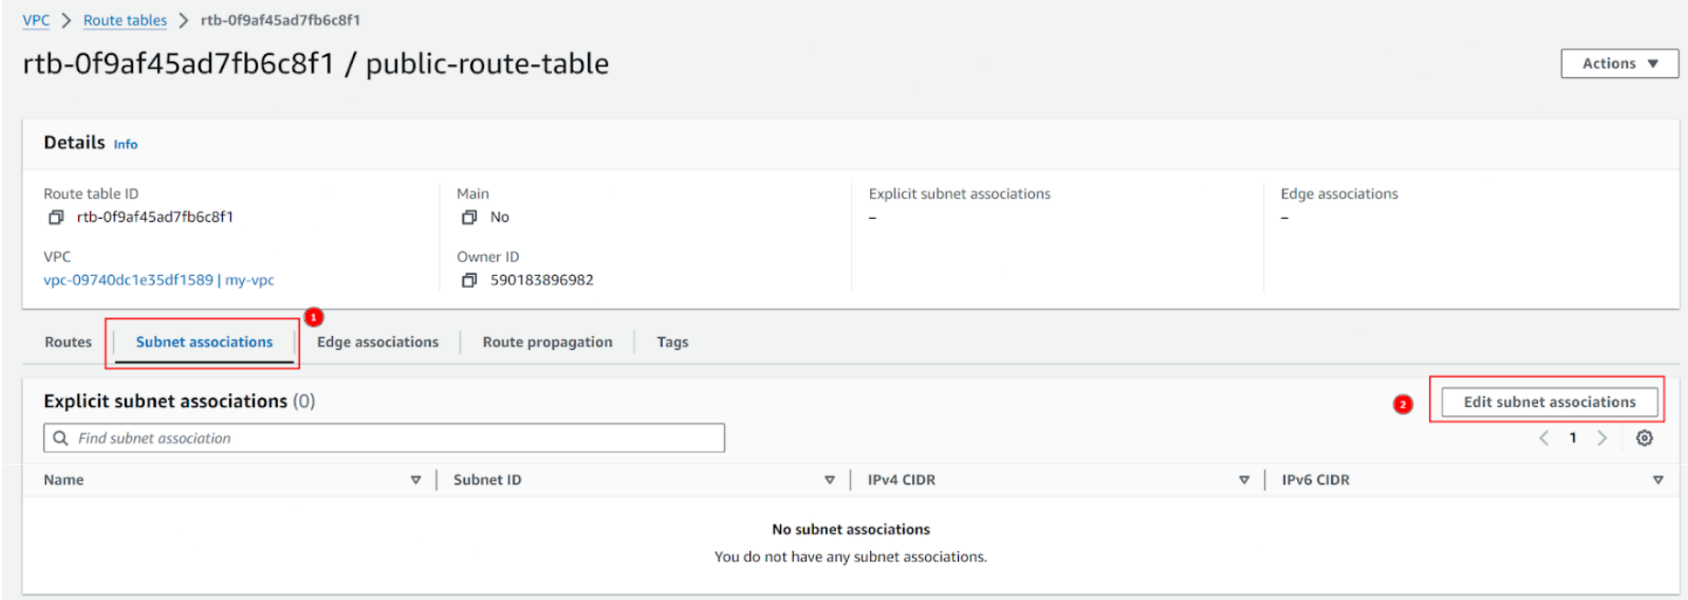 VPC > Route tables > rtb-0f9af45ad7fb6c8f1
rtb-0f9af45ad7fb6c8f1 / public-route-table
Actions ▼
Details Info
Route table ID
rtb-0f9af45ad7fb6c8f1
Main
No
Explicit subnet associations
–
Edge associations
–
VPC
vpc-09740dc1e35df1589 | my-vpc
Owner ID
590183896982
1
Routes Subnet associations Edge associations Route propagation Tags
Explicit subnet associations (0)
2 Edit subnet associations
Find subnet association
< 1 >
Name Subnet ID IPv4 CIDR IPv6 CIDR
No subnet associations
You do not have any subnet associations.